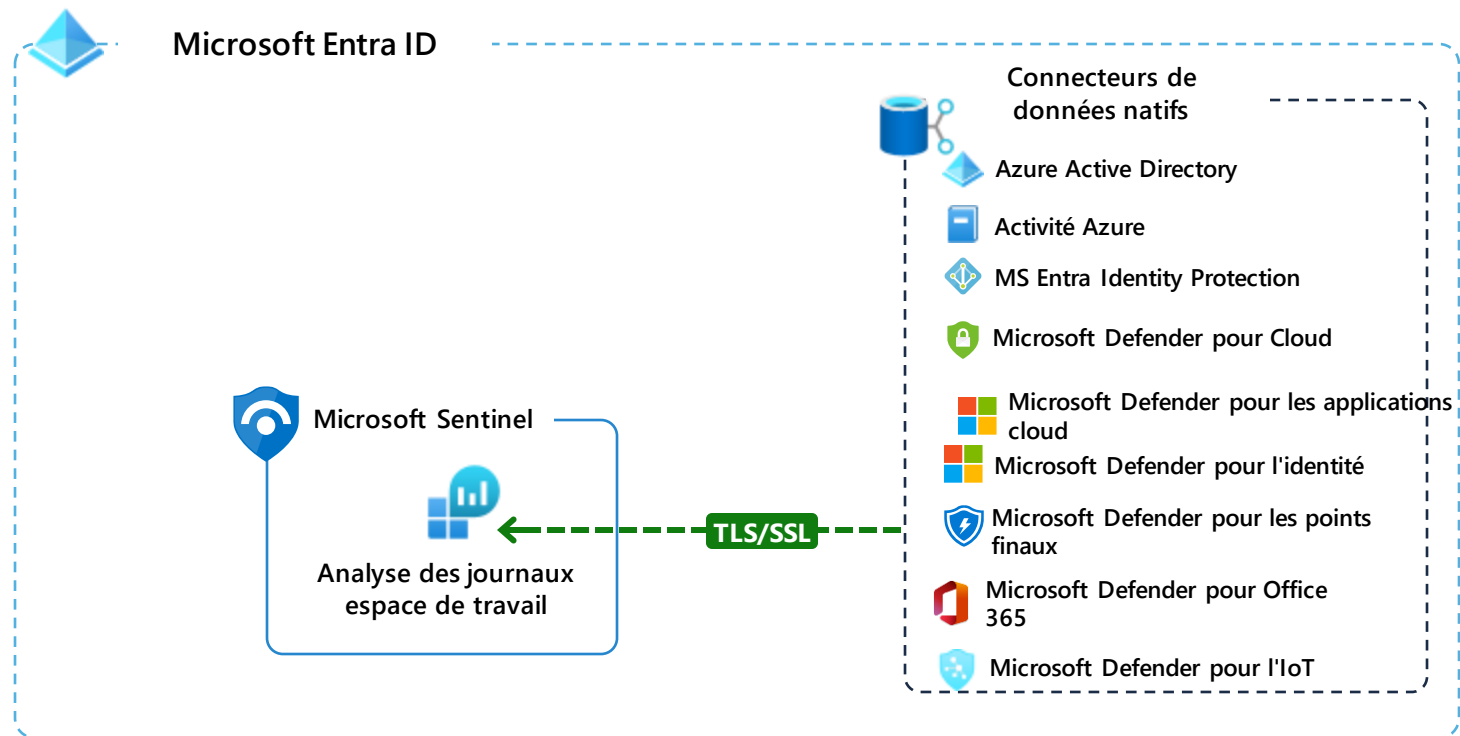 Microsoft Entra ID
Connecteurs de
données natifs
Azure Active Directory
Activité Azure
MS Entra Identity Protection
Microsoft Defender pour Cloud
Microsoft Defender pour les applications
cloud
Microsoft Defender pour l'identité
Microsoft Defender pour les points
finaux
Microsoft Defender pour Office
365
Microsoft Defender pour l'IoT
Microsoft Sentinel
TLS/SSL
Analyse des journaux
espace de travail